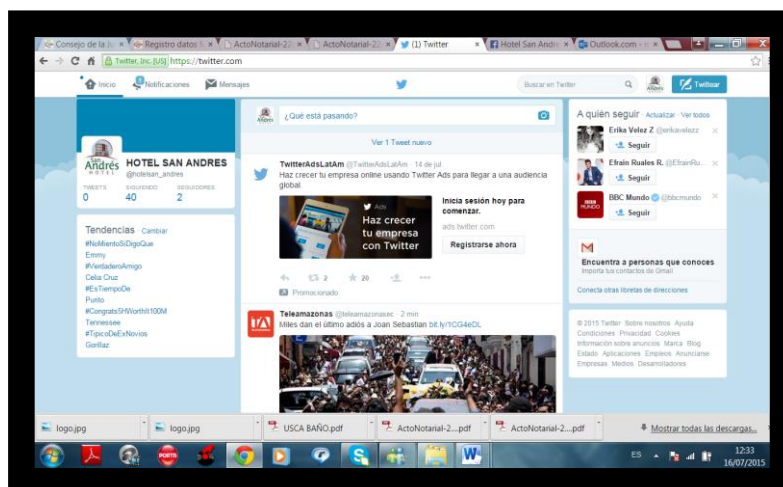 Consejo de la Ju
Registro datos
ActoNotarial-22
ActoNotarial-22
(1) Twitter
Hotel San Andre
Outlook.com -
Twitter, Inc. [US] https://twitter.com
Inicio
Notificaciones
Mensajes
Buscar en Twitter
Twittear
San
Andrés
HOTEL
HOTEL SAN ANDRES
@hotelsan_andres
TWEETS SIGUIENDO SEGUIDORES
0 40 2
Tendencias · Cambiar
#NoMientoSiDigoQue
Emmy
#VerdaderoAmigo
Celia Cruz
#EsTiempoDe
Punto
#Congrats5HWorthIt100M
Tennessee
#TipicoDeExNovios
Gorillaz
¿Qué está pasando?
Ver 1 Tweet nuevo
TwitterAdsLatAm @TwitterAdsLatAm · 14 de jul.
Haz crecer tu empresa online usando Twitter Ads para llegar a una audiencia
global.
Ads
Haz crecer
tu empresa
con Twitter
Inicia sesión hoy para
comenzar.
ads.twitter.com
Registrarse ahora
2 20
Promocionado
Teleamazonas @teleamazonasec · 2 min
Miles dan el último adiós a Joan Sebastian bit.ly/1CG4eDL
A quién seguir · Actualizar · Ver todos
Erika Velez Z @erikavelezz
Seguir
Efrain Ruales R. @EfrainRu...
Seguir
BBC Mundo @bbcmundo
Seguir
BBC
MUNDO
Encuentra a personas que conoces
Importa tus contactos de Gmail
Conecta otras libretas de direcciones
© 2015 Twitter Sobre nosotros Ayuda
Condiciones Privacidad Cookies
Información sobre anuncios Marca Blog
Estado Aplicaciones Empleos Anunciarse
Empresas Medios Desarrolladores
logo.jpg
logo.jpg
USCA BAÑO.pdf
ActoNotarial-2....pdf
ActoNotarial-2....pdf
Mostrar todas las descargas...
ES
12:33
16/07/2015